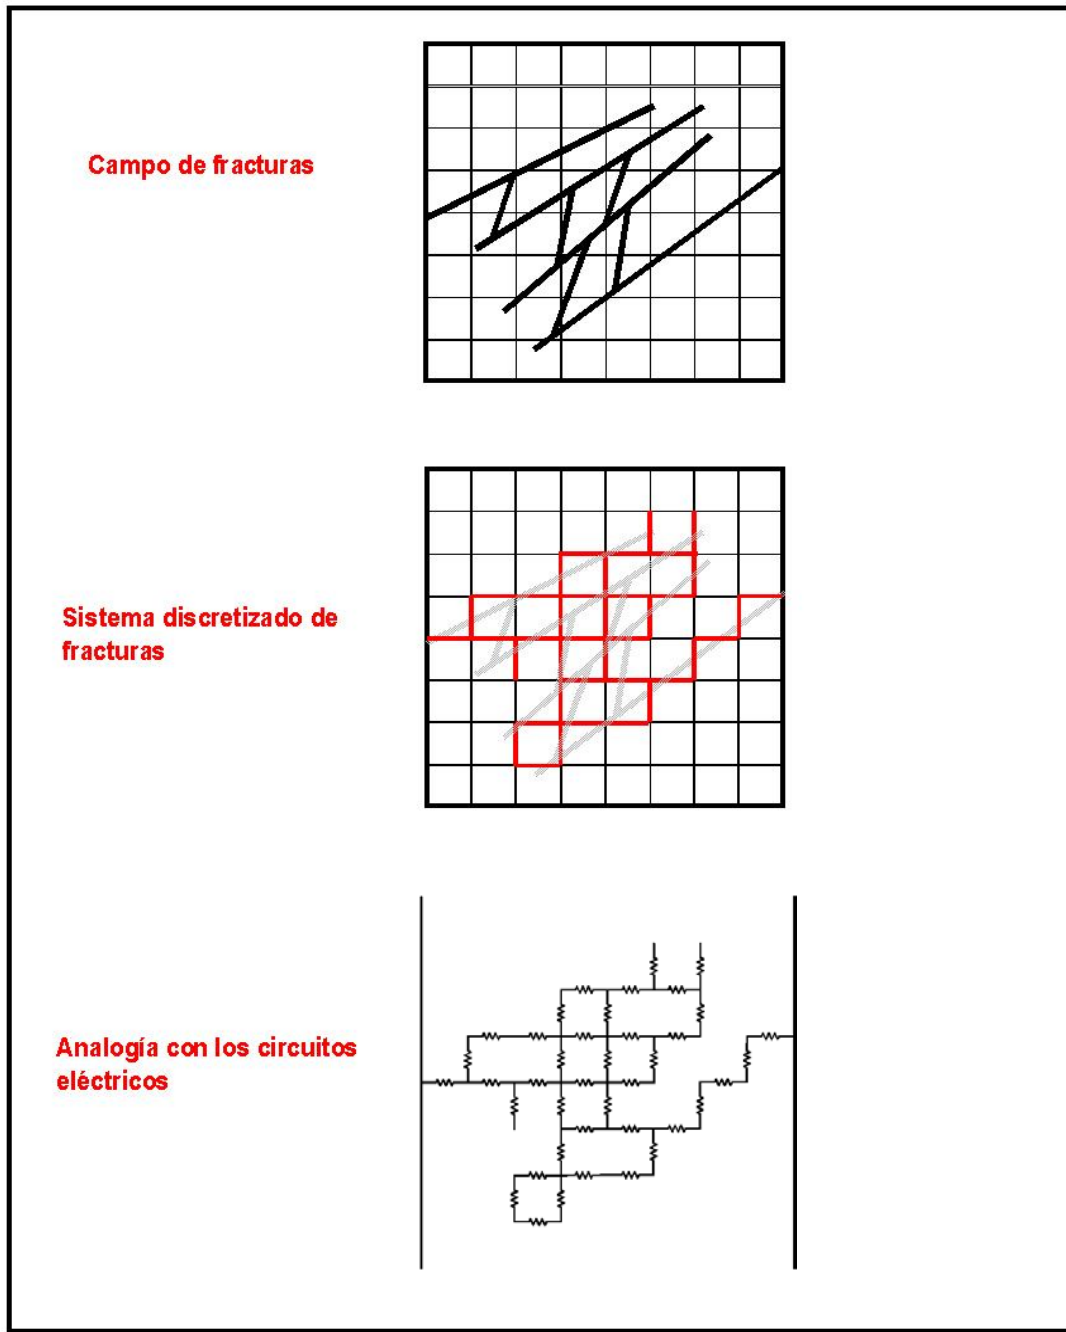 Campo de fracturas
Sistema discretizado de
fracturas
Analogía con los circuitos
eléctricos